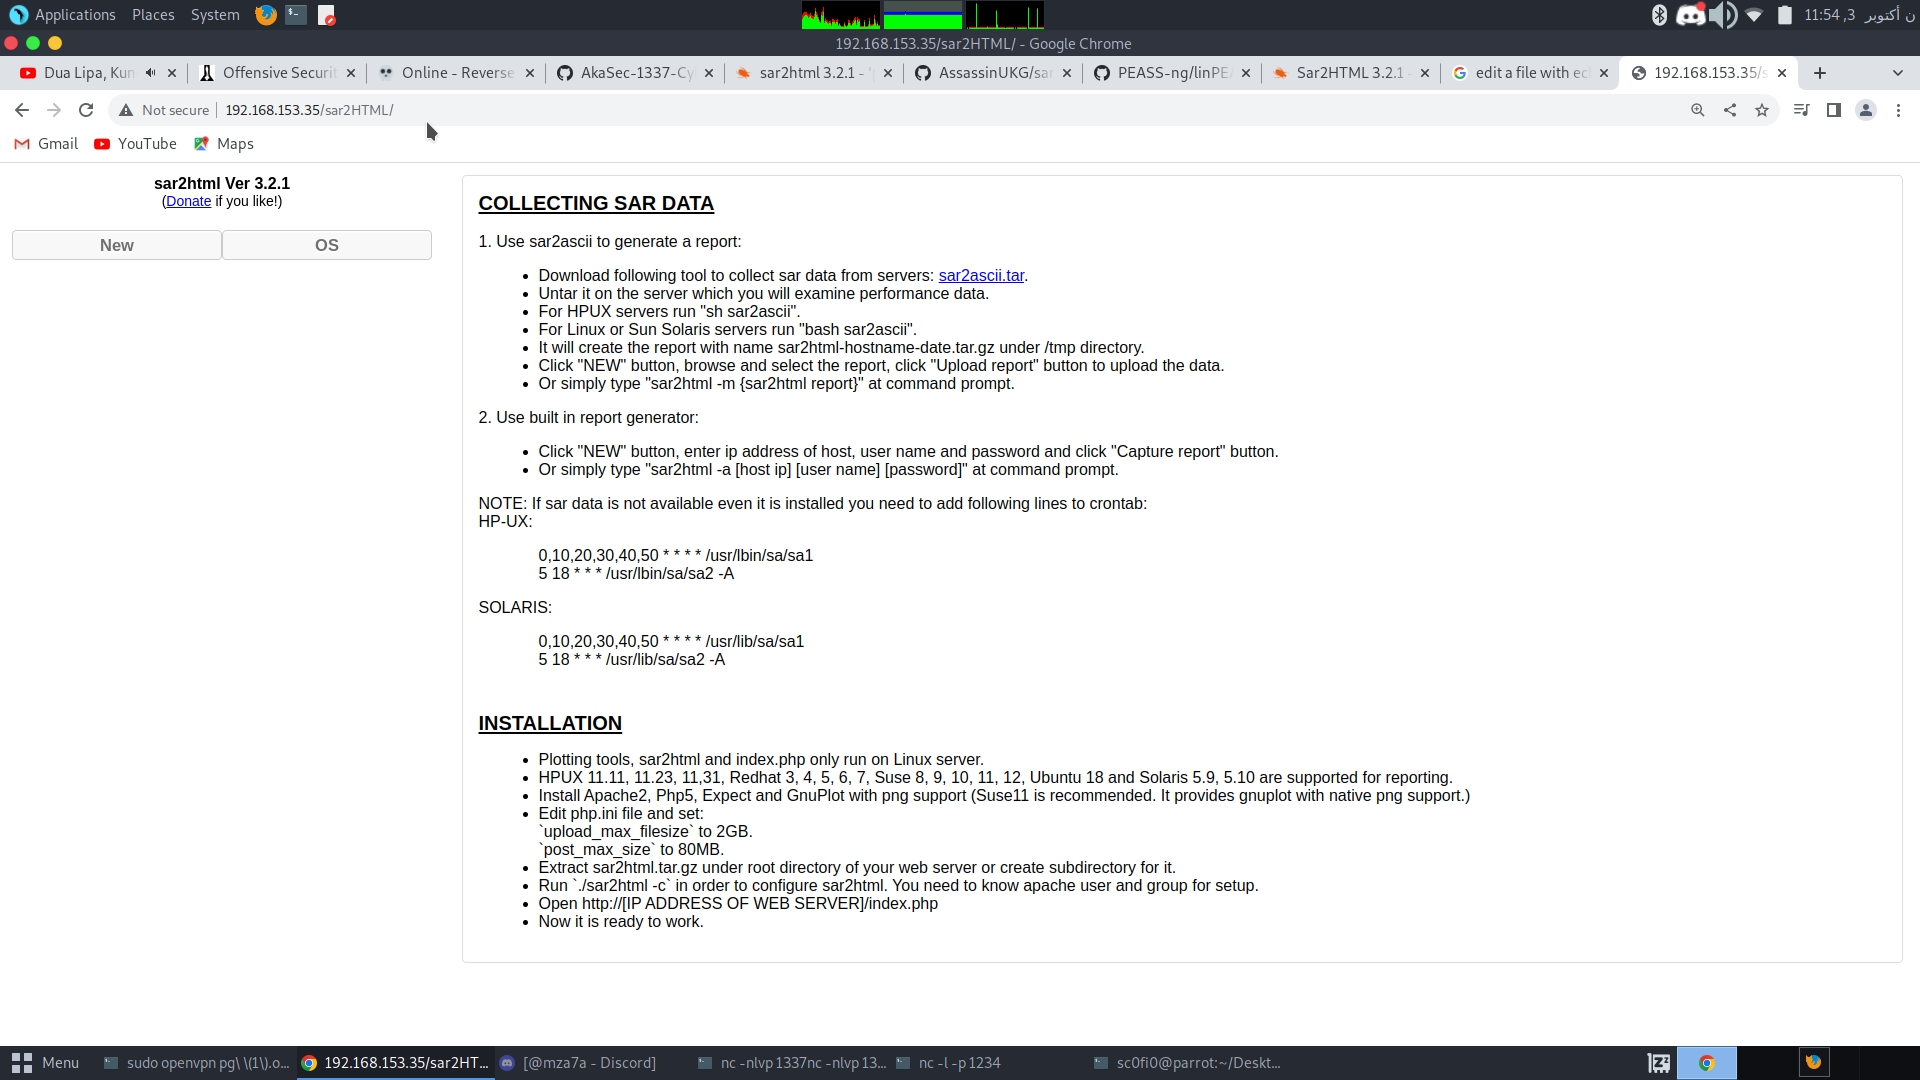 Applications Places System
11:54 ,3 ن أكتوبر
192.168.153.35/sar2HTML/ - Google Chrome
Dua Lipa, Kun
Offensive Securi
Online - Reverse
AkaSec-1337-Cy
sar2html 3.2.1 -
AssassinUKG/sa
PEASS-ng/linPE
Sar2HTML 3.2.1 -
edit a file with ec
192.168.153.35/s
Not secure 192.168.153.35/sar2HTML/
Gmail YouTube Maps
sar2html Ver 3.2.1
(Donate if you like!)
New OS
COLLECTING SAR DATA
1. Use sar2ascii to generate a report:
• Download following tool to collect sar data from servers: sar2ascii.tar.
• Untar it on the server which you will examine performance data.
• For HPUX servers run "sh sar2ascii".
• For Linux or Sun Solaris servers run "bash sar2ascii".
• It will create the report with name sar2html-hostname-date.tar.gz under /tmp directory.
• Click "NEW" button, browse and select the report, click "Upload report" button to upload the data.
• Or simply type "sar2html -m {sar2html report}" at command prompt.
2. Use built in report generator:
• Click "NEW" button, enter ip address of host, user name and password and click "Capture report" button.
• Or simply type "sar2html -a [host ip] [user name] [password]" at command prompt.
NOTE: If sar data is not available even it is installed you need to add following lines to crontab:
HP-UX:
0,10,20,30,40,50 * * * * /usr/lbin/sa/sa1
5 18 * * * /usr/lbin/sa/sa2 -A
SOLARIS:
0,10,20,30,40,50 * * * * /usr/lib/sa/sa1
5 18 * * * /usr/lib/sa/sa2 -A
INSTALLATION
• Plotting tools, sar2html and index.php only run on Linux server.
• HPUX 11.11, 11.23, 11,31, Redhat 3, 4, 5, 6, 7, Suse 8, 9, 10, 11, 12, Ubuntu 18 and Solaris 5.9, 5.10 are supported for reporting.
• Install Apache2, Php5, Expect and GnuPlot with png support (Suse11 is recommended. It provides gnuplot with native png support.)
• Edit php.ini file and set:
`upload_max_filesize` to 2GB.
`post_max_size` to 80MB.
• Extract sar2html.tar.gz under root directory of your web server or create subdirectory for it.
• Run `./sar2html -c` in order to configure sar2html. You need to know apache user and group for setup.
• Open http://[IP ADDRESS OF WEB SERVER]/index.php
• Now it is ready to work.
Menu
sudo openvpn pg\ \(1\).o...
192.168.153.35/sar2HT...
[@mza7a - Discord]
nc -nlvp 1337nc -nlvp 13...
nc -l -p 1234
sc0fi0@parrot:~/Deskt...